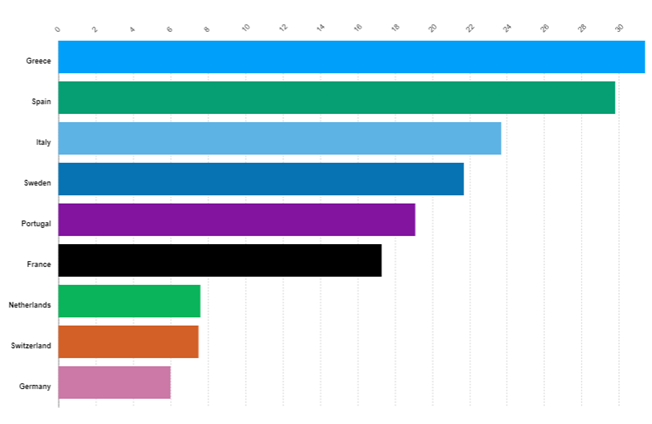 0 2 4 6 8 10 12 14 16 18 20 22 24 26 28 30
Greece
Spain
Italy
Sweden
Portugal
France
Netherlands
Switzerland
Germany